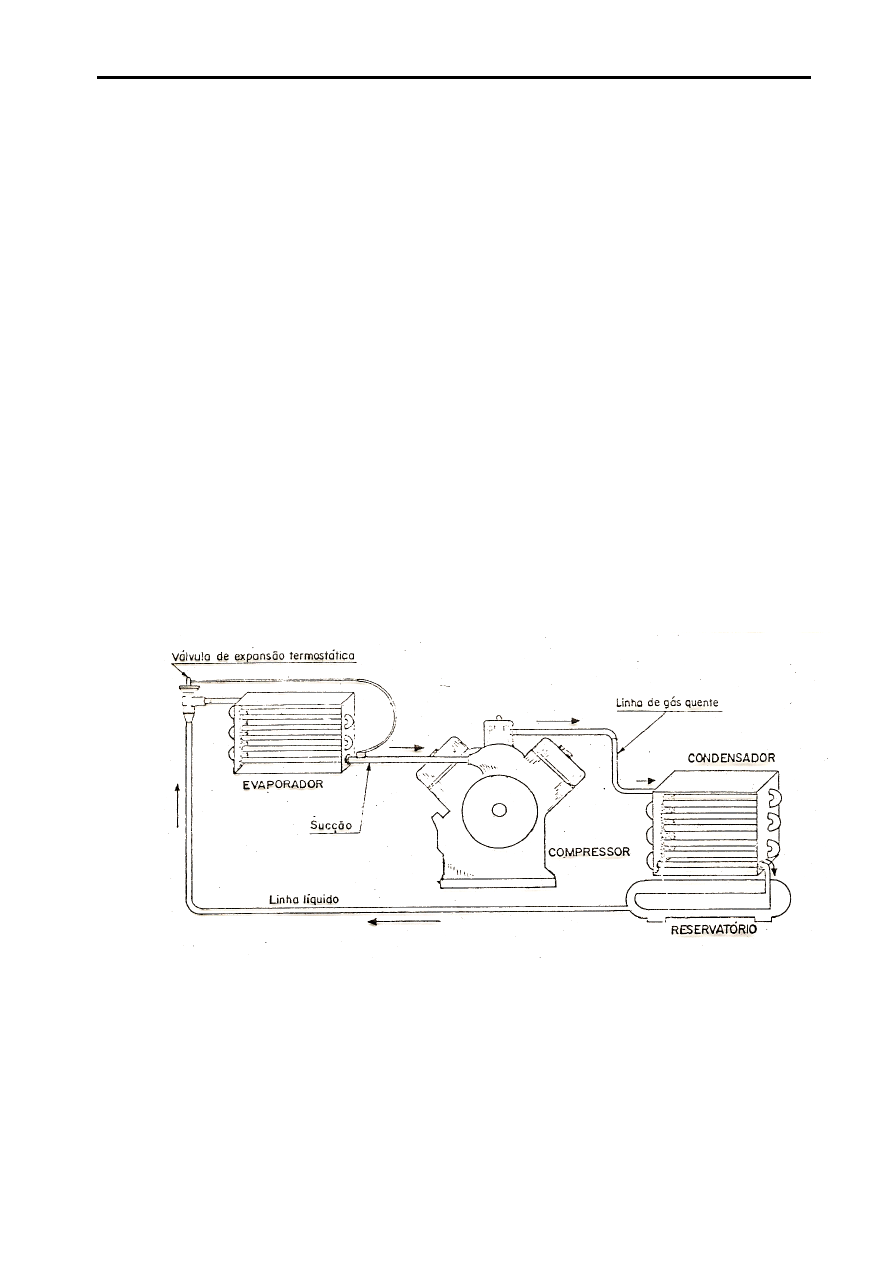 Válvula de expansão termostática
Linha de gás quente
CONDENSADOR
EVAPORADOR
Sucção
COMPRESSOR
Linha líquido
RESERVATÓRIO